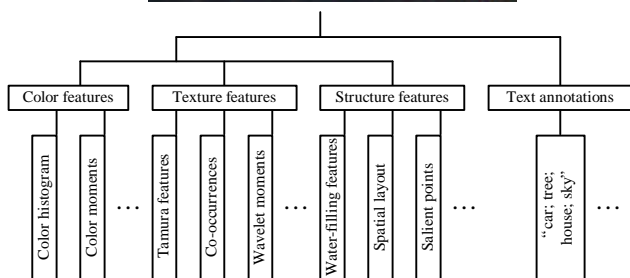 Color features
Texture features
Structure features
Text annotations
Color histogram
Color moments
...
Tamura features
Co-occurrences
Wavelet moments
...
Water-filling features
Spatial layout
Salient points
...
“car; tree;
house; sky”
...